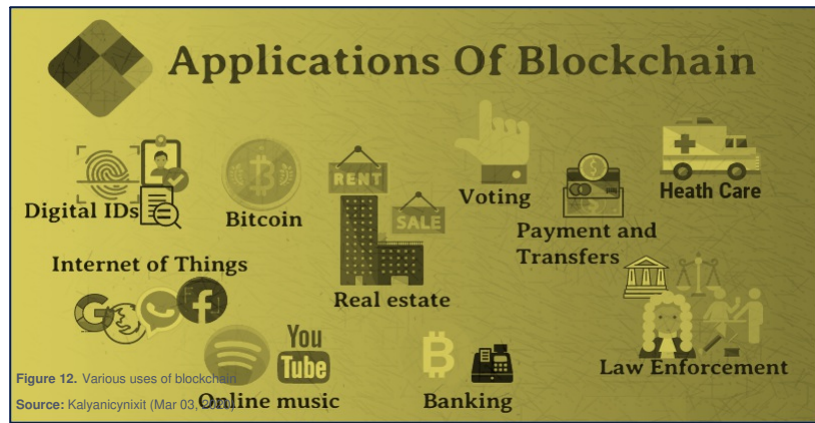 Applications Of Blockchain
Digital IDs
Bitcoin
RENT
SALE
Real estate
Voting
Payment and
Transfers
Heath Care
Internet of Things
Online music
You
Tube
Banking
Law Enforcement
Figure 12. Various uses of blockchain
Source: Kalyanicynixit (Mar 03,